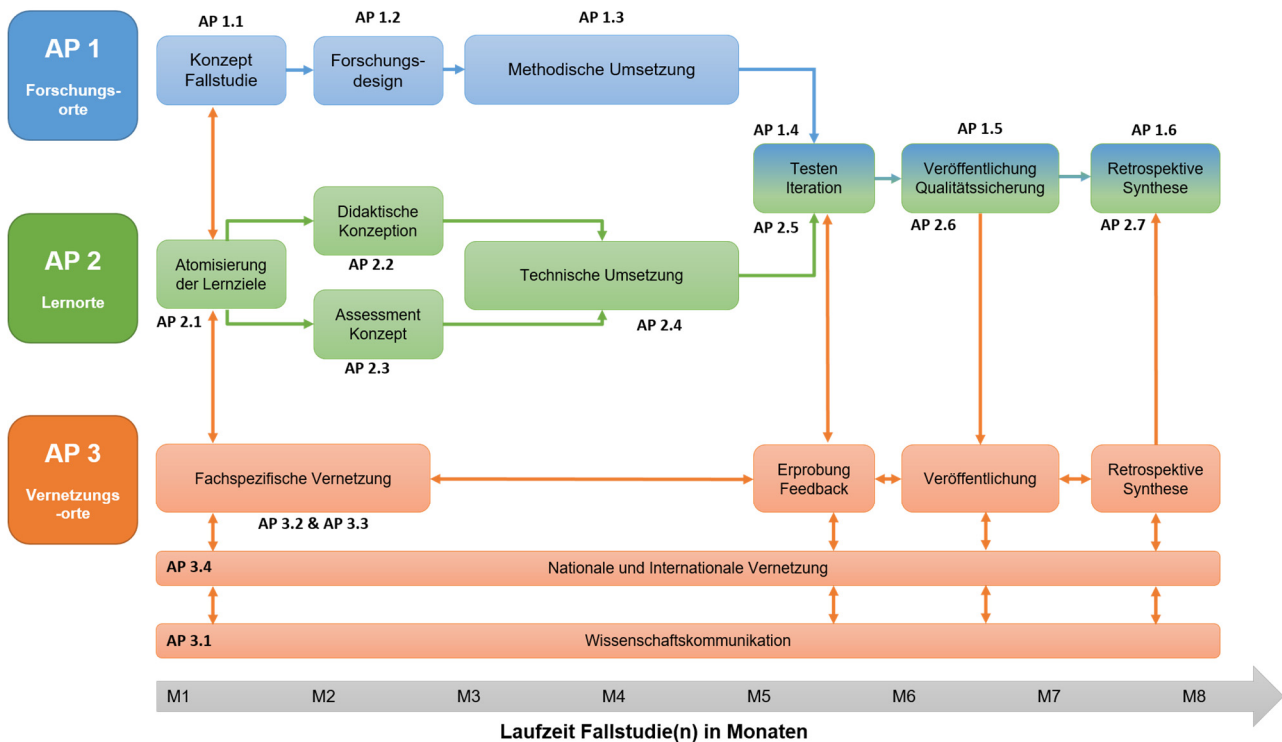 AP 1
Forschungs-
orte
AP 1.1
Konzept
Fallstudie
AP 1.2
Forschungs-
design
AP 1.3
Methodische Umsetzung
AP 1.4
Testen
Iteration
AP 2.5
AP 1.5
Veröffentlichung
Qualitätssicherung
AP 2.6
AP 1.6
Retrospektive
Synthese
AP 2.7
AP 2
Lernorte
Atomisierung
der Lernziele
AP 2.1
Didaktische
Konzeption
AP 2.2
Assessment
Konzept
AP 2.3
Technische Umsetzung
AP 2.4
AP 3
Vernetzungs
-orte
Fachspezifische Vernetzung
AP 3.2 & AP 3.3
Erprobung
Feedback
Veröffentlichung
Retrospektive
Synthese
AP 3.4
Nationale und Internationale Vernetzung
AP 3.1
Wissenschaftskommunikation
M1 M2 M3 M4 M5 M6 M7 M8
Laufzeit Fallstudie(n) in Monaten